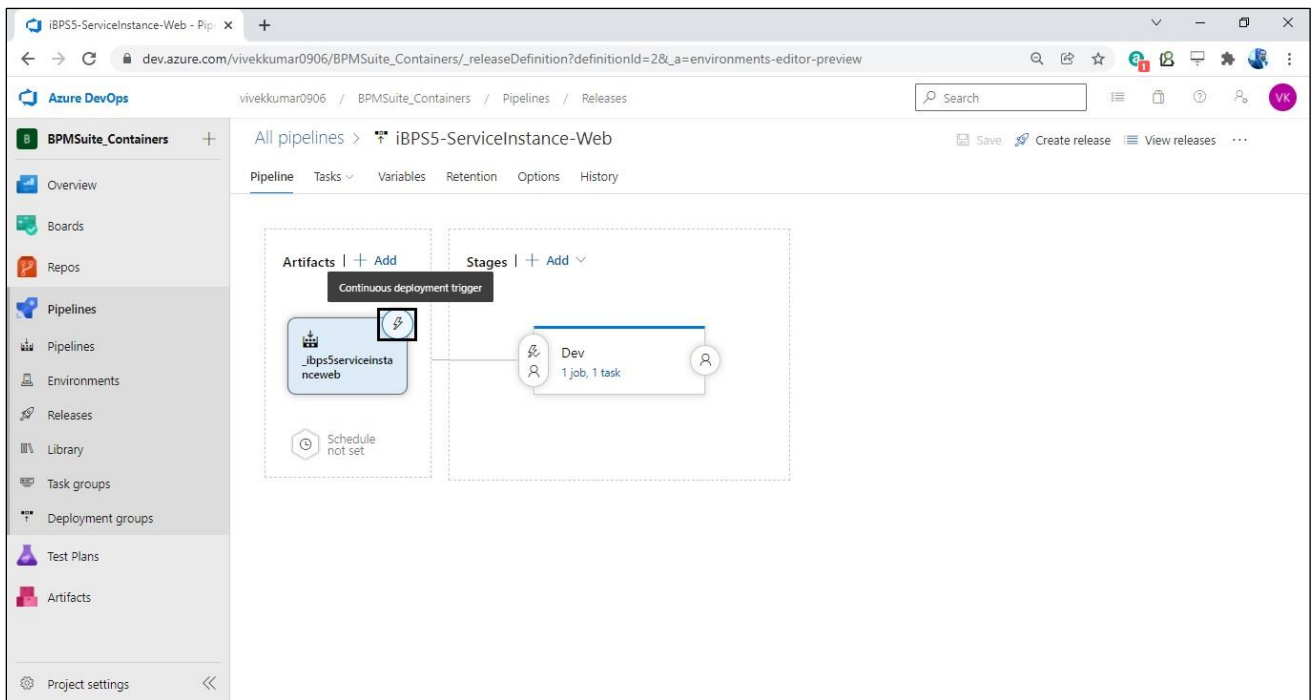 iBPS5-ServiceInstance-Web - Pip
dev.azure.com/vivekkumar0906/BPMSuite_Containers/_releaseDefinition?definitionId=2&_a=environments-editor-preview
Azure DevOps
vivekkumar0906 / BPMSuite_Containers / Pipelines / Releases
Search
VK
B BPMSuite_Containers
All pipelines > iBPS5-ServiceInstance-Web
Save Create release View releases ...
Pipeline Tasks Variables Retention Options History
Overview
Boards
Repos
Pipelines
Pipelines
Environments
Releases
Library
Task groups
Deployment groups
Test Plans
Artifacts
Project settings
Artifacts | + Add
Stages | + Add
Continuous deployment trigger
_ibps5serviceinsta
nceweb
Schedule
not set
Dev
1 job, 1 task